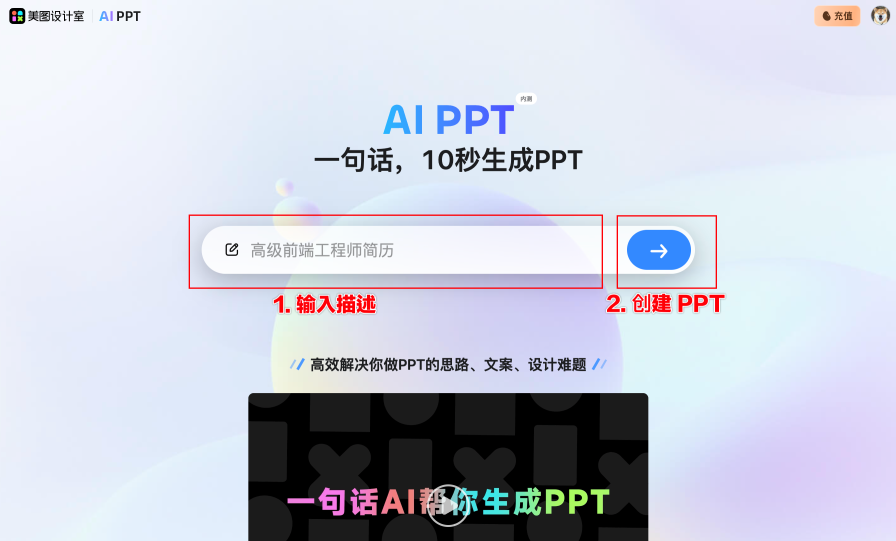 美图设计室 AI PPT
充值
AI PPT 内测
一句话，10秒生成PPT
高级前端工程师简历
1. 输入描述
2. 创建 PPT
高效解决你做PPT的思路、文案、设计难题
一句话AI帮你生成PPT